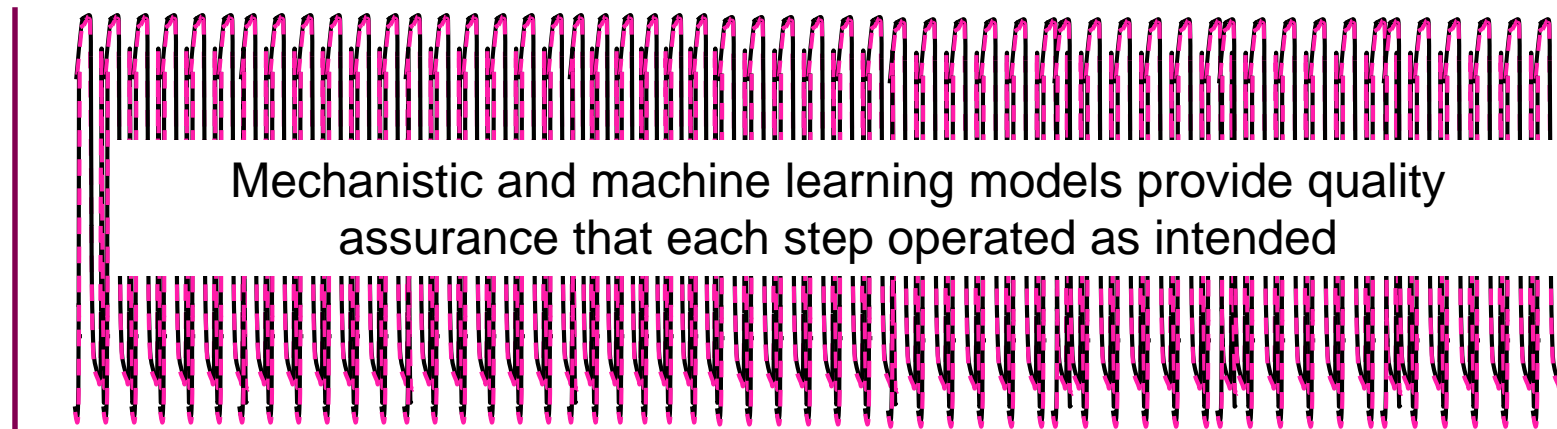 Mechanistic and machine learning models provide quality
assurance that each step operated as intended